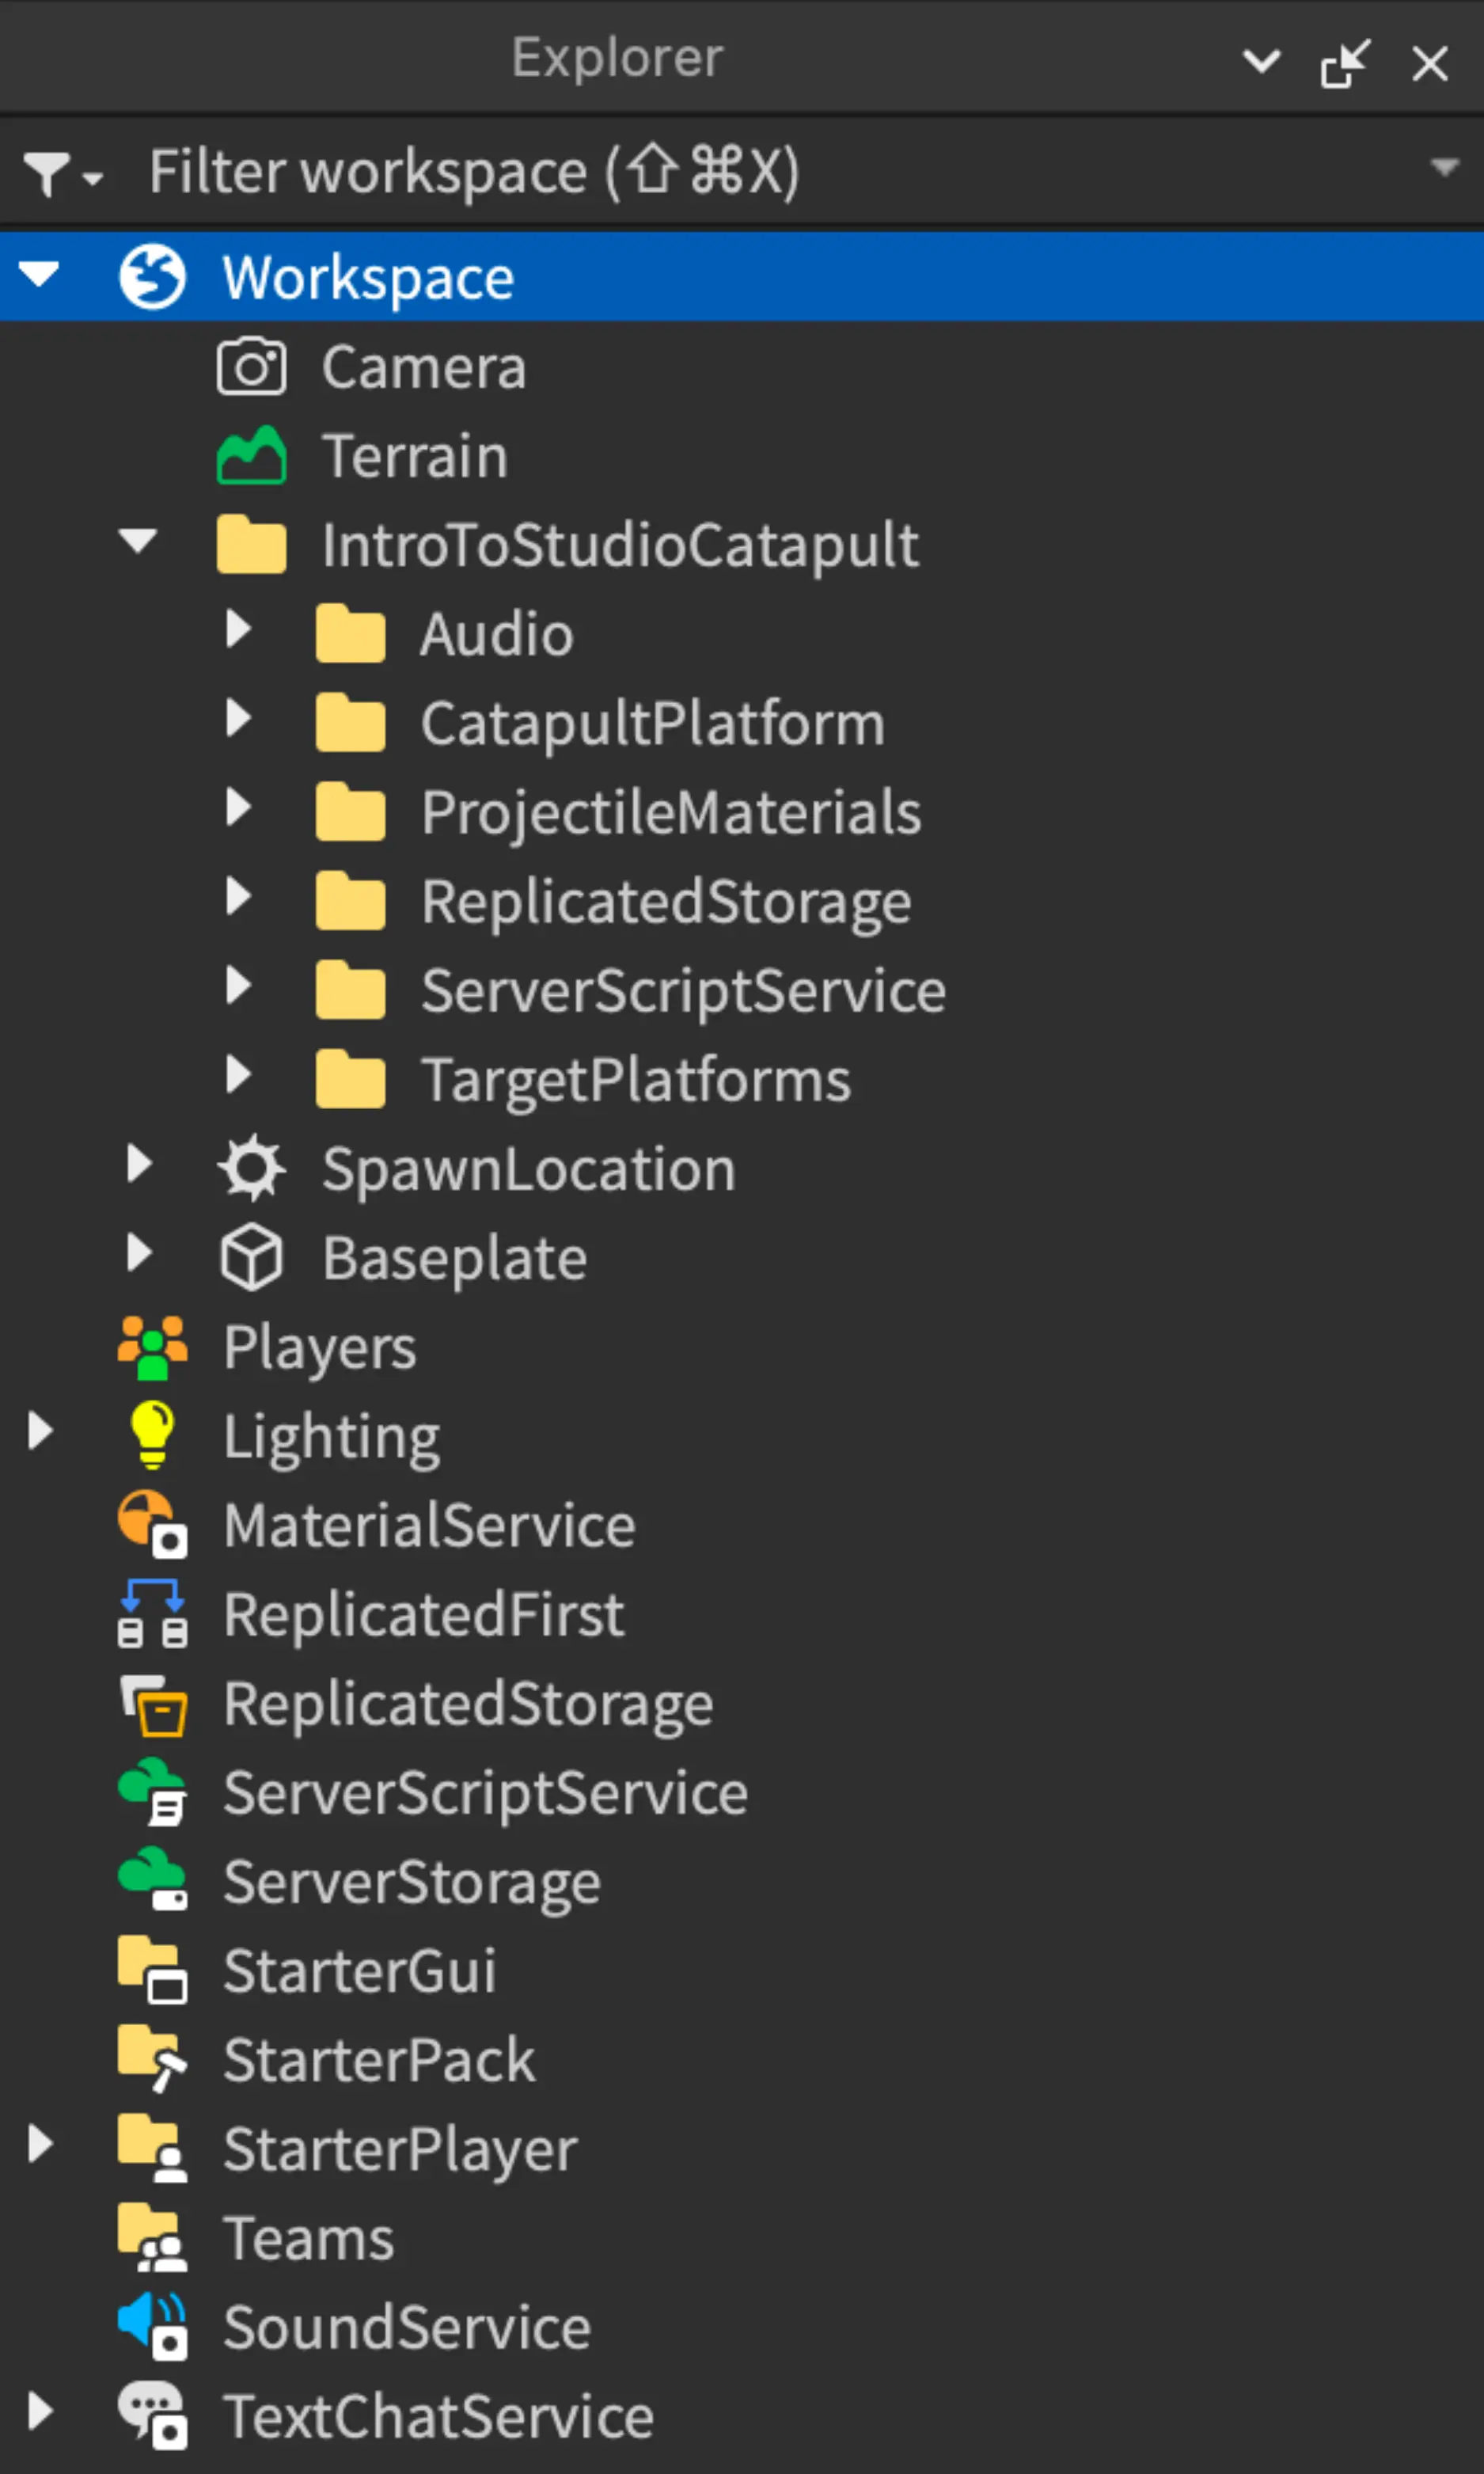 Explorer
Filter workspace (⇧⌘X)
Workspace
Camera
Terrain
IntroToStudioCatapult
Audio
CatapultPlatform
ProjectileMaterials
ReplicatedStorage
ServerScriptService
TargetPlatforms
SpawnLocation
Baseplate
Players
Lighting
MaterialService
ReplicatedFirst
ReplicatedStorage
ServerScriptService
ServerStorage
StarterGui
StarterPack
StarterPlayer
Teams
SoundService
TextChatService